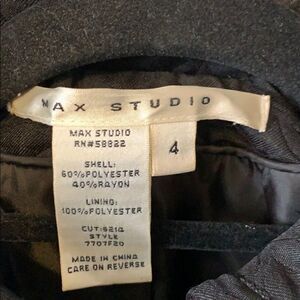 MAX STUDIO
4
MAX STUDIO
RN#58822
SHELL:
60%POLYESTER
40%RAYON
LINING:
100%POLYESTER
CUT:6214
STYLE
7707F20
MADE IN CHINA
CARE ON REVERSE